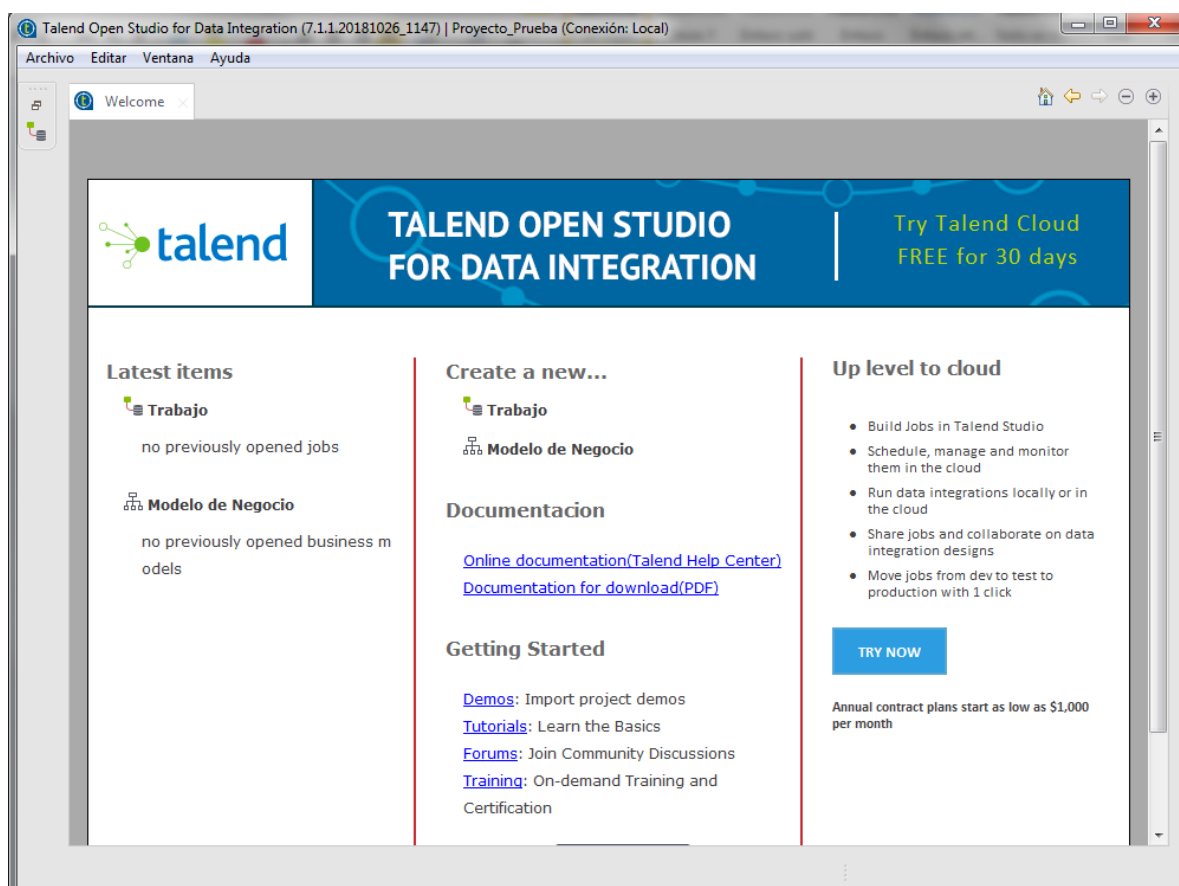 Talend Open Studio for Data Integration (7.1.1.20181026_1147) | Proyecto_Prueba (Conexión: Local)
Archivo Editar Ventana Ayuda
Welcome
talend
TALEND OPEN STUDIO
FOR DATA INTEGRATION
Try Talend Cloud
FREE for 30 days
Latest items
Trabajo
no previously opened jobs
Modelo de Negocio
no previously opened business m
odels
Create a new...
Trabajo
Modelo de Negocio
Documentacion
Online documentation(Talend Help Center)
Documentation for download(PDF)
Getting Started
Demos: Import project demos
Tutorials: Learn the Basics
Forums: Join Community Discussions
Training: On-demand Training and
Certification
Up level to cloud
Build Jobs in Talend Studio
Schedule, manage and monitor
them in the cloud
Run data integrations locally or in
the cloud
Share jobs and collaborate on data
integration designs
Move jobs from dev to test to
production with 1 click
TRY NOW
Annual contract plans start as low as $1,000
per month